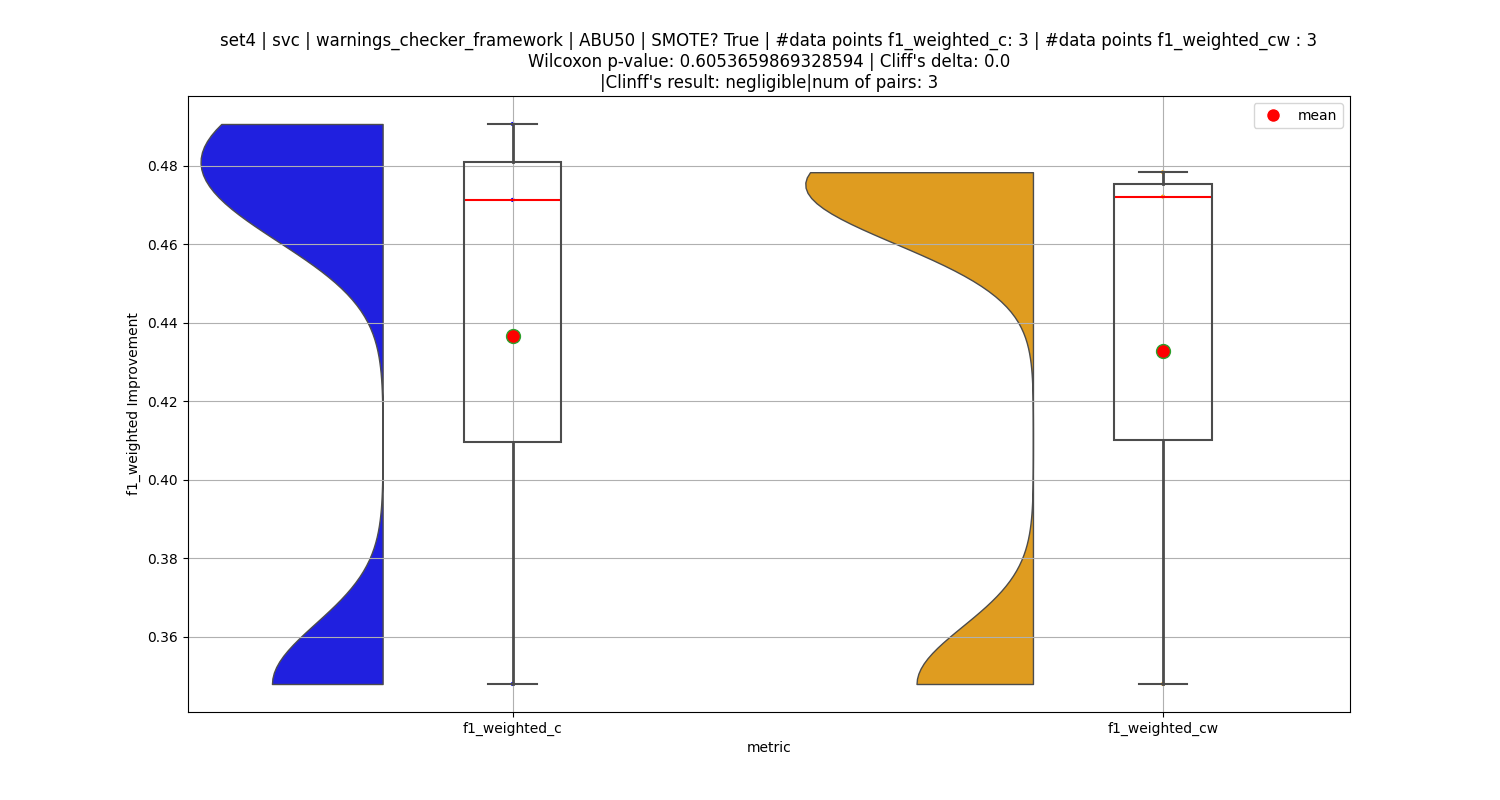 set4 | svc | warnings_checker_framework | ABU50 | SMOTE? True | #data points f1_weighted_c: 3 | #data points f1_weighted_cw : 3
Wilcoxon p-value: 0.6053659869328594 | Cliff's delta: 0.0
|Clinff's result: negligible|num of pairs: 3
mean
0.48
0.46
0.44
0.42
0.40
0.38
0.36
f1_weighted Improvement
f1_weighted_c
f1_weighted_cw
metric